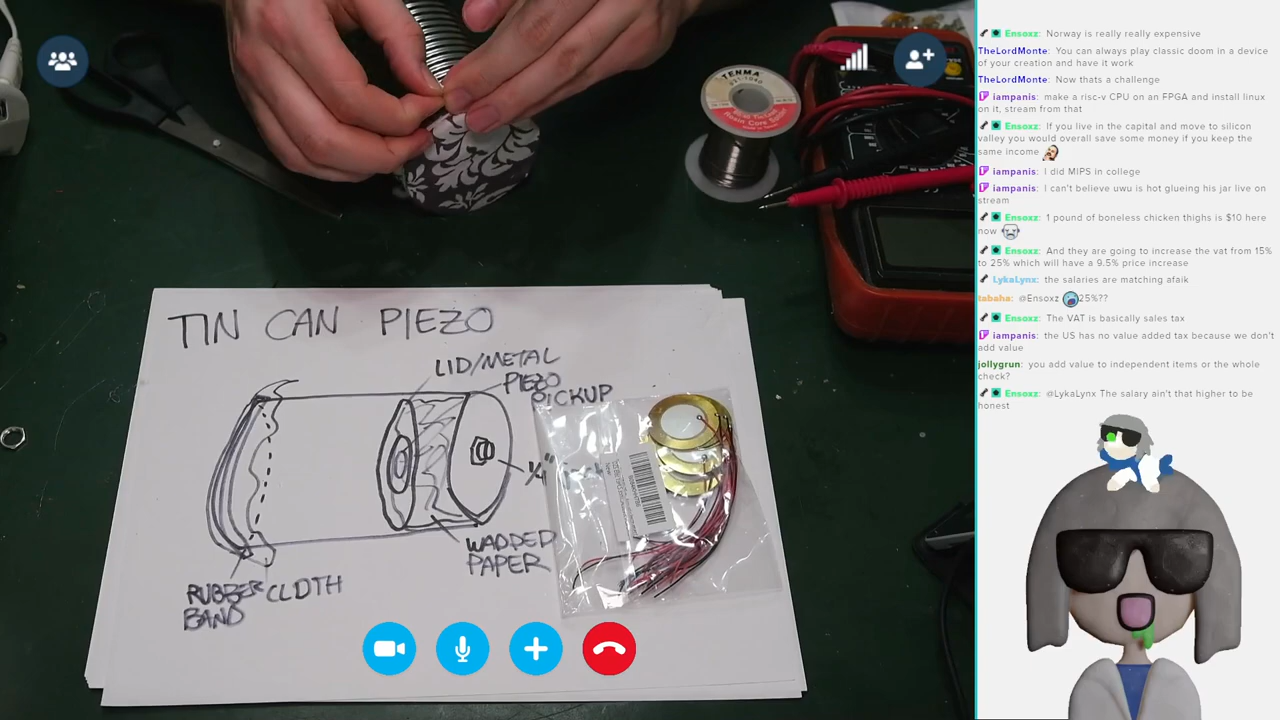 TENMA
Rosin Core Solder
TIN CAN PIEZO
LID/METAL
PIEZO
PICKUP
1/4"
WADDED
PAPER
RUBBER
BAND
CLOTH
Ensoxz: Norway is really really expensive
TheLordMonte: You can always play classic doom in a device
of your creation and have it work
TheLordMonte: Now thats a challenge
iampanis: make a risc-v CPU on an FPGA and install linux
on it, stream from that
Ensoxz: If you live in the capital and move to silicon
valley you would overall save some money if you keep the
same income
iampanis: I did MIPS in college
iampanis: I can't believe uwu is hot glueing his jar live on
stream
Ensoxz: 1 pound of boneless chicken thighs is $10 here
now
Ensoxz: And they are going to increase the vat from 15%
to 25% which will have a 9.5% price increase
LykaLynx: the salaries are matching afaik
tabaha: @Ensoxz 25%??
Ensoxz: The VAT is basically sales tax
iampanis: the US has no value added tax because we don't
add value
jollygrun: you add value to independent items or the whole
check?
Ensoxz: @LykaLynx The salary ain't that higher to be
honest